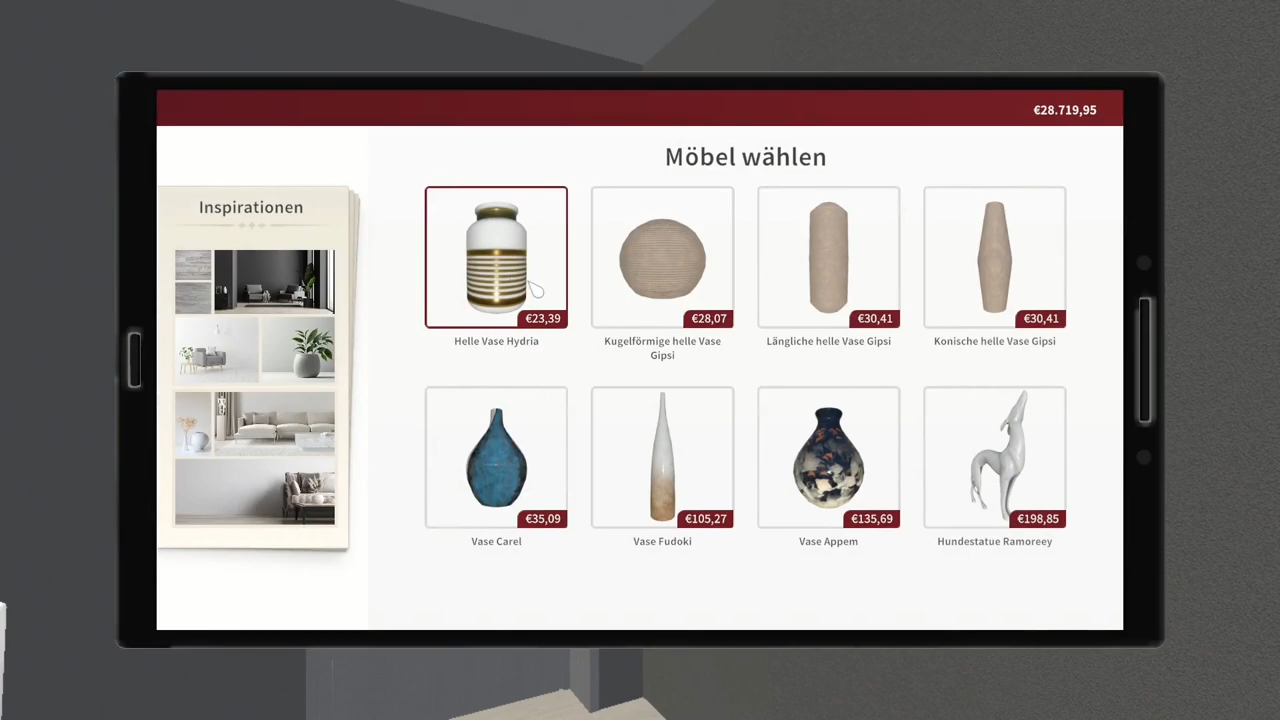 €28.719,95
Möbel wählen
Inspirationen
€23,39
€28,07
€30,41
€30,41
Helle Vase Hydria
Kugelförmige helle Vase
Gipsi
Längliche helle Vase Gipsi
Konische helle Vase Gipsi
€35,09
€105,27
€135,69
€198,85
Vase Carel
Vase Fudoki
Vase Appem
Hundestatue Ramoreey